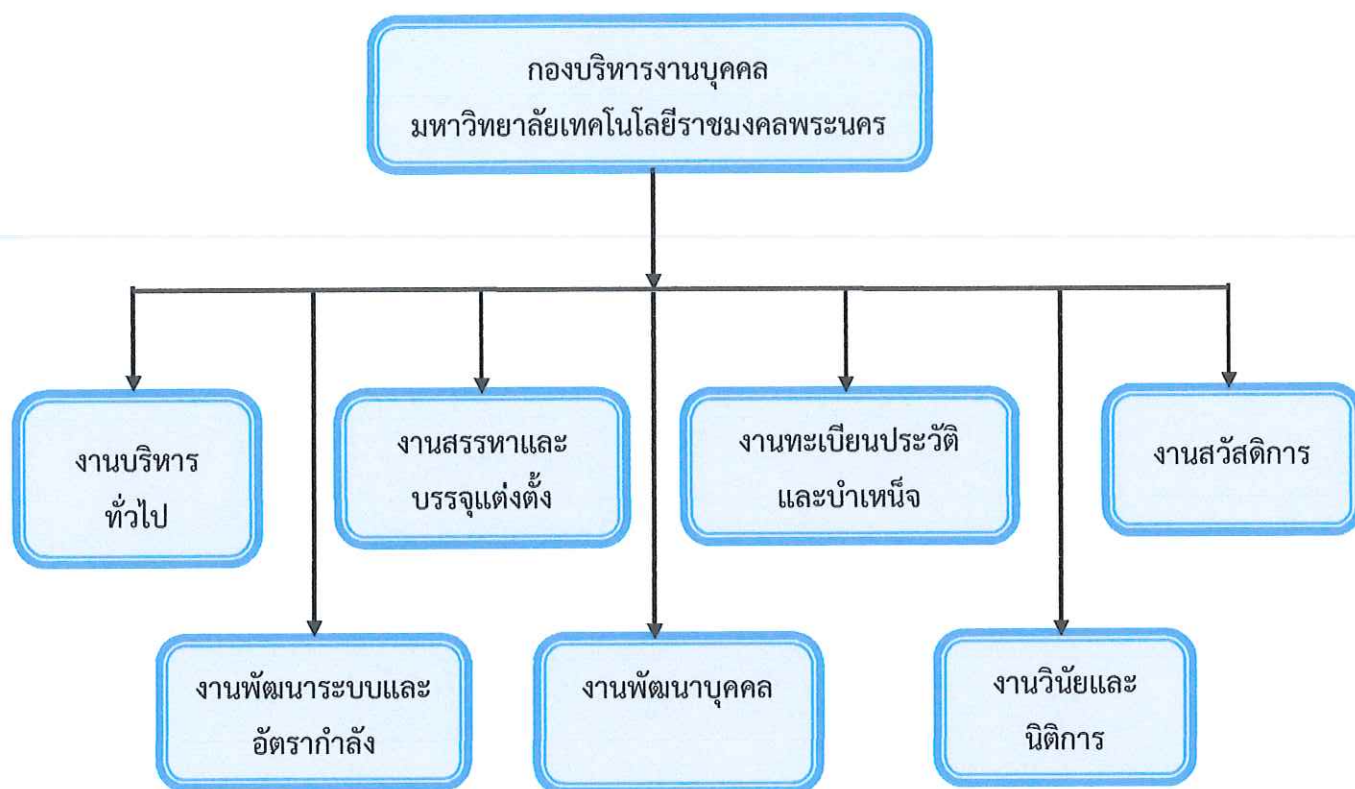 กองบริหารงานบุคคล
มหาวิทยาลัยเทคโนโลยีราชมงคลพระนคร
งานบริหาร
ทั่วไป
งานสรรหาและ
บรรจุแต่งตั้ง
งานทะเบียนประวัติ
และบำเหน็จ
งานสวัสดิการ
งานพัฒนาระบบและ
อัตรากำลัง
งานพัฒนาบุคคล
งานวินัยและ
นิติการ